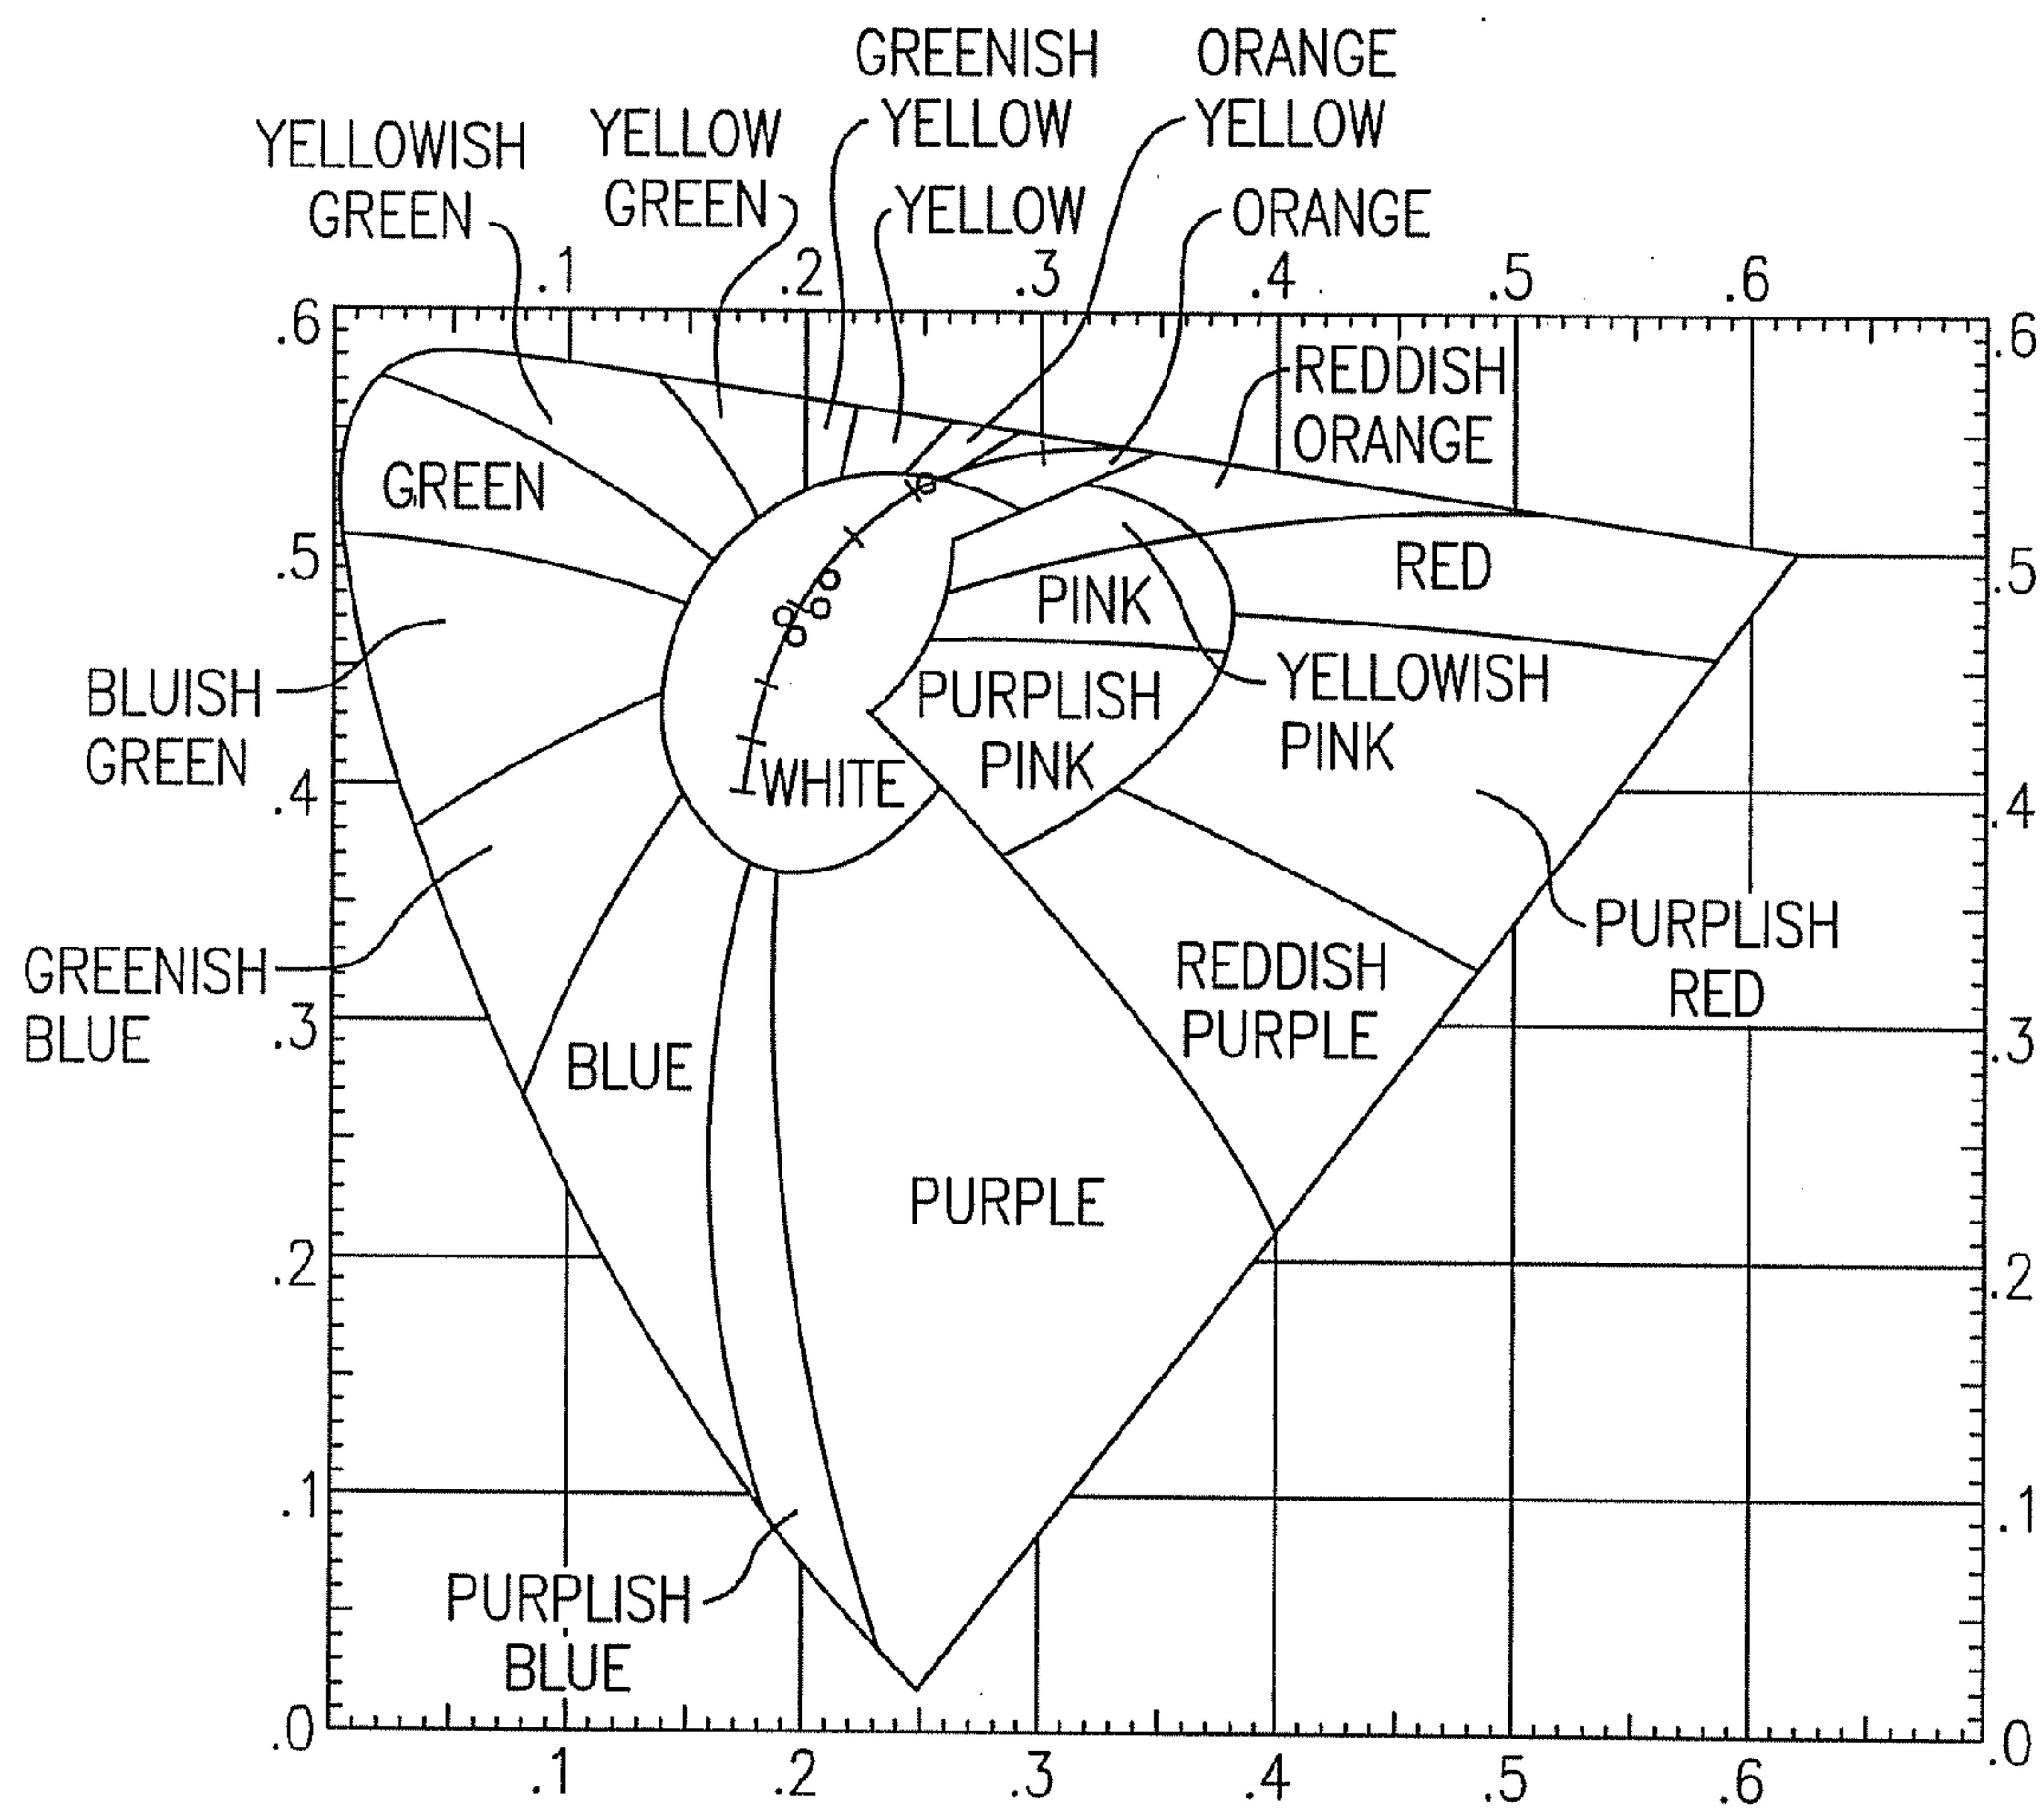 GREENISH
YELLOW
ORANGE
YELLOW
YELLOWISH
GREEN
YELLOW
GREEN
YELLOW
ORANGE
.1
.2
.3
.4
.5
.6
.6
.6
REDDISH
ORANGE
GREEN
.5
RED
.5
PINK
BLUISH
GREEN
PURPLISH
PINK
YELLOWISH
PINK
.4
WHITE
.4
PURPLISH
RED
GREENISH
BLUE
.3
REDDISH
PURPLE
.3
BLUE
PURPLE
.2
.2
.1
.1
PURPLISH
BLUE
.0
.0
.1
.2
.3
.4
.5
.6